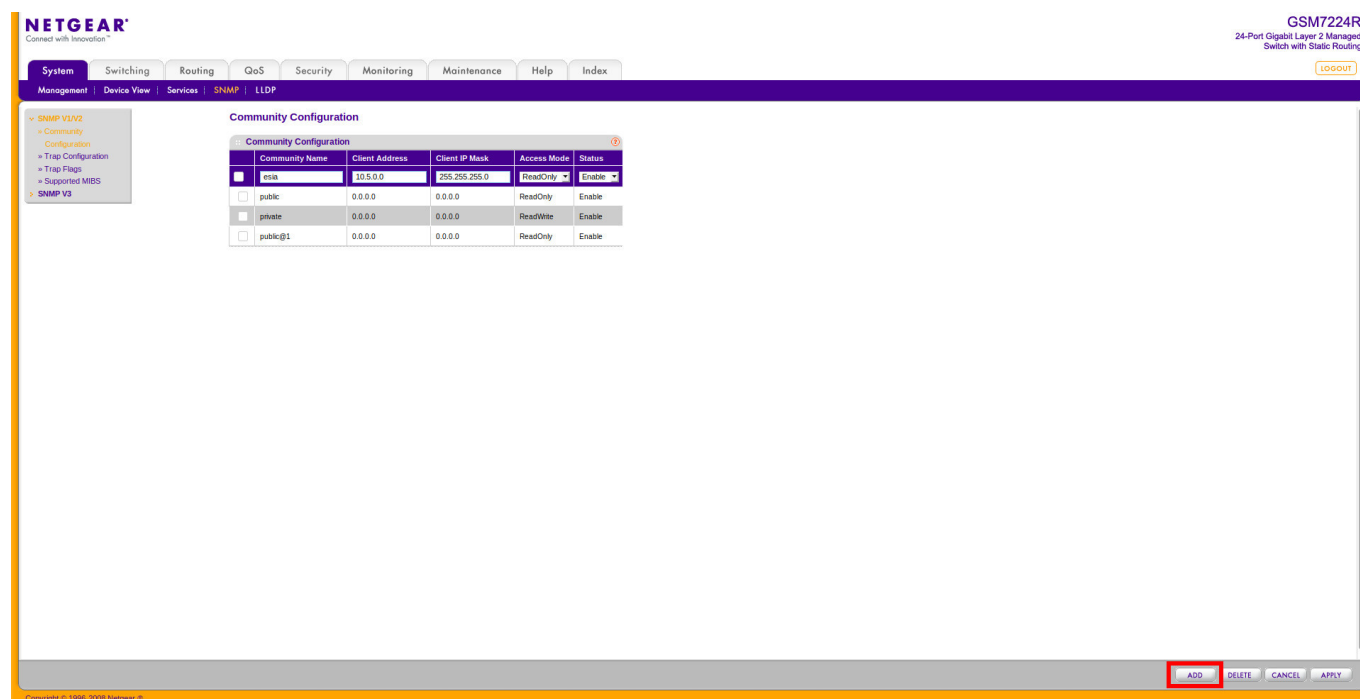 NETGEAR®
Connect with Innovation™
GSM7224R
24-Port Gigabit Layer 2 Managed
Switch with Static Routing
System Switching Routing QoS Security Monitoring Maintenance Help Index
LOGOUT
Management | Device View | Services | SNMP | LLDP
SNMP V1/V2
» Community
Configuration
» Trap Configuration
» Trap Flags
» Supported MIBS
SNMP V3
Community Configuration
Community Configuration ?
Community Name Client Address Client IP Mask Access Mode Status
esia 10.5.0.0 255.255.255.0 ReadOnly Enable
public 0.0.0.0 0.0.0.0 ReadOnly Enable
private 0.0.0.0 0.0.0.0 ReadWrite Enable
public@1 0.0.0.0 0.0.0.0 ReadOnly Enable
ADD DELETE CANCEL APPLY
Copyright © 1996-2008 Netgear ®